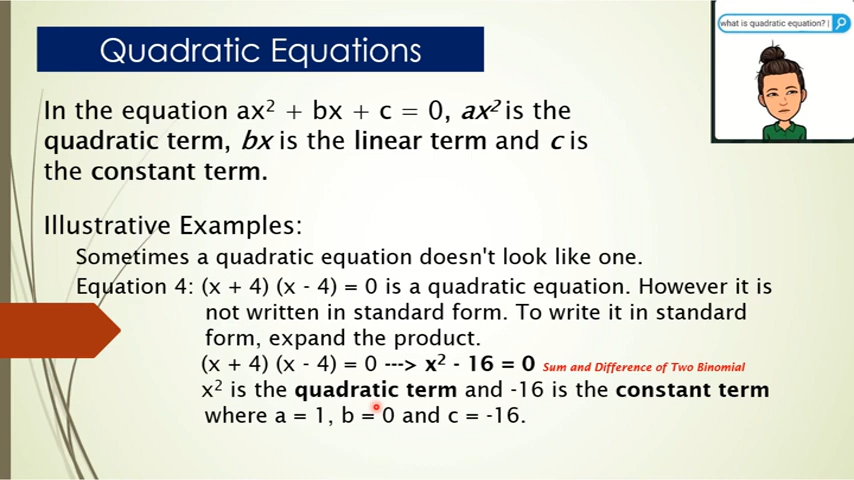 what is quadratic equation?
Quadratic Equations
In the equation ax² + bx + c = 0, ax² is the
quadratic term, bx is the linear term and c is
the constant term.
Illustrative Examples:
Sometimes a quadratic equation doesn't look like one.
Equation 4: (x + 4) (x - 4) = 0 is a quadratic equation. However it is
not written in standard form. To write it in standard
form, expand the product.
(x + 4) (x - 4) = 0 ---> x² - 16 = 0 Sum and Difference of Two Binomial
x² is the quadratic term and -16 is the constant term
where a = 1, b = 0 and c = -16.